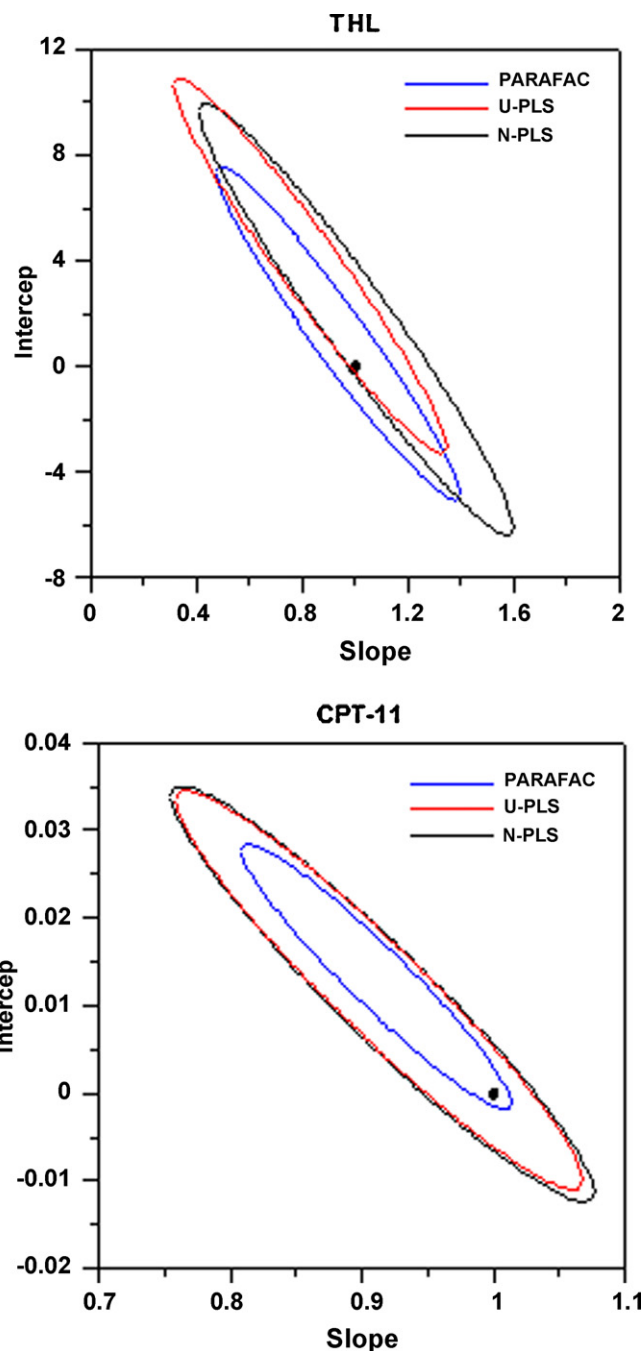 THL
12
8
4
0
-4
-8
Intercep
PARAFAC
U-PLS
N-PLS
0 0.4 0.8 1.2 1.6 2
Slope
CPT-11
0.04
0.03
0.02
0.01
0
-0.01
-0.02
Intercep
PARAFAC
U-PLS
N-PLS
0.7 0.8 0.9 1 1.1
Slope